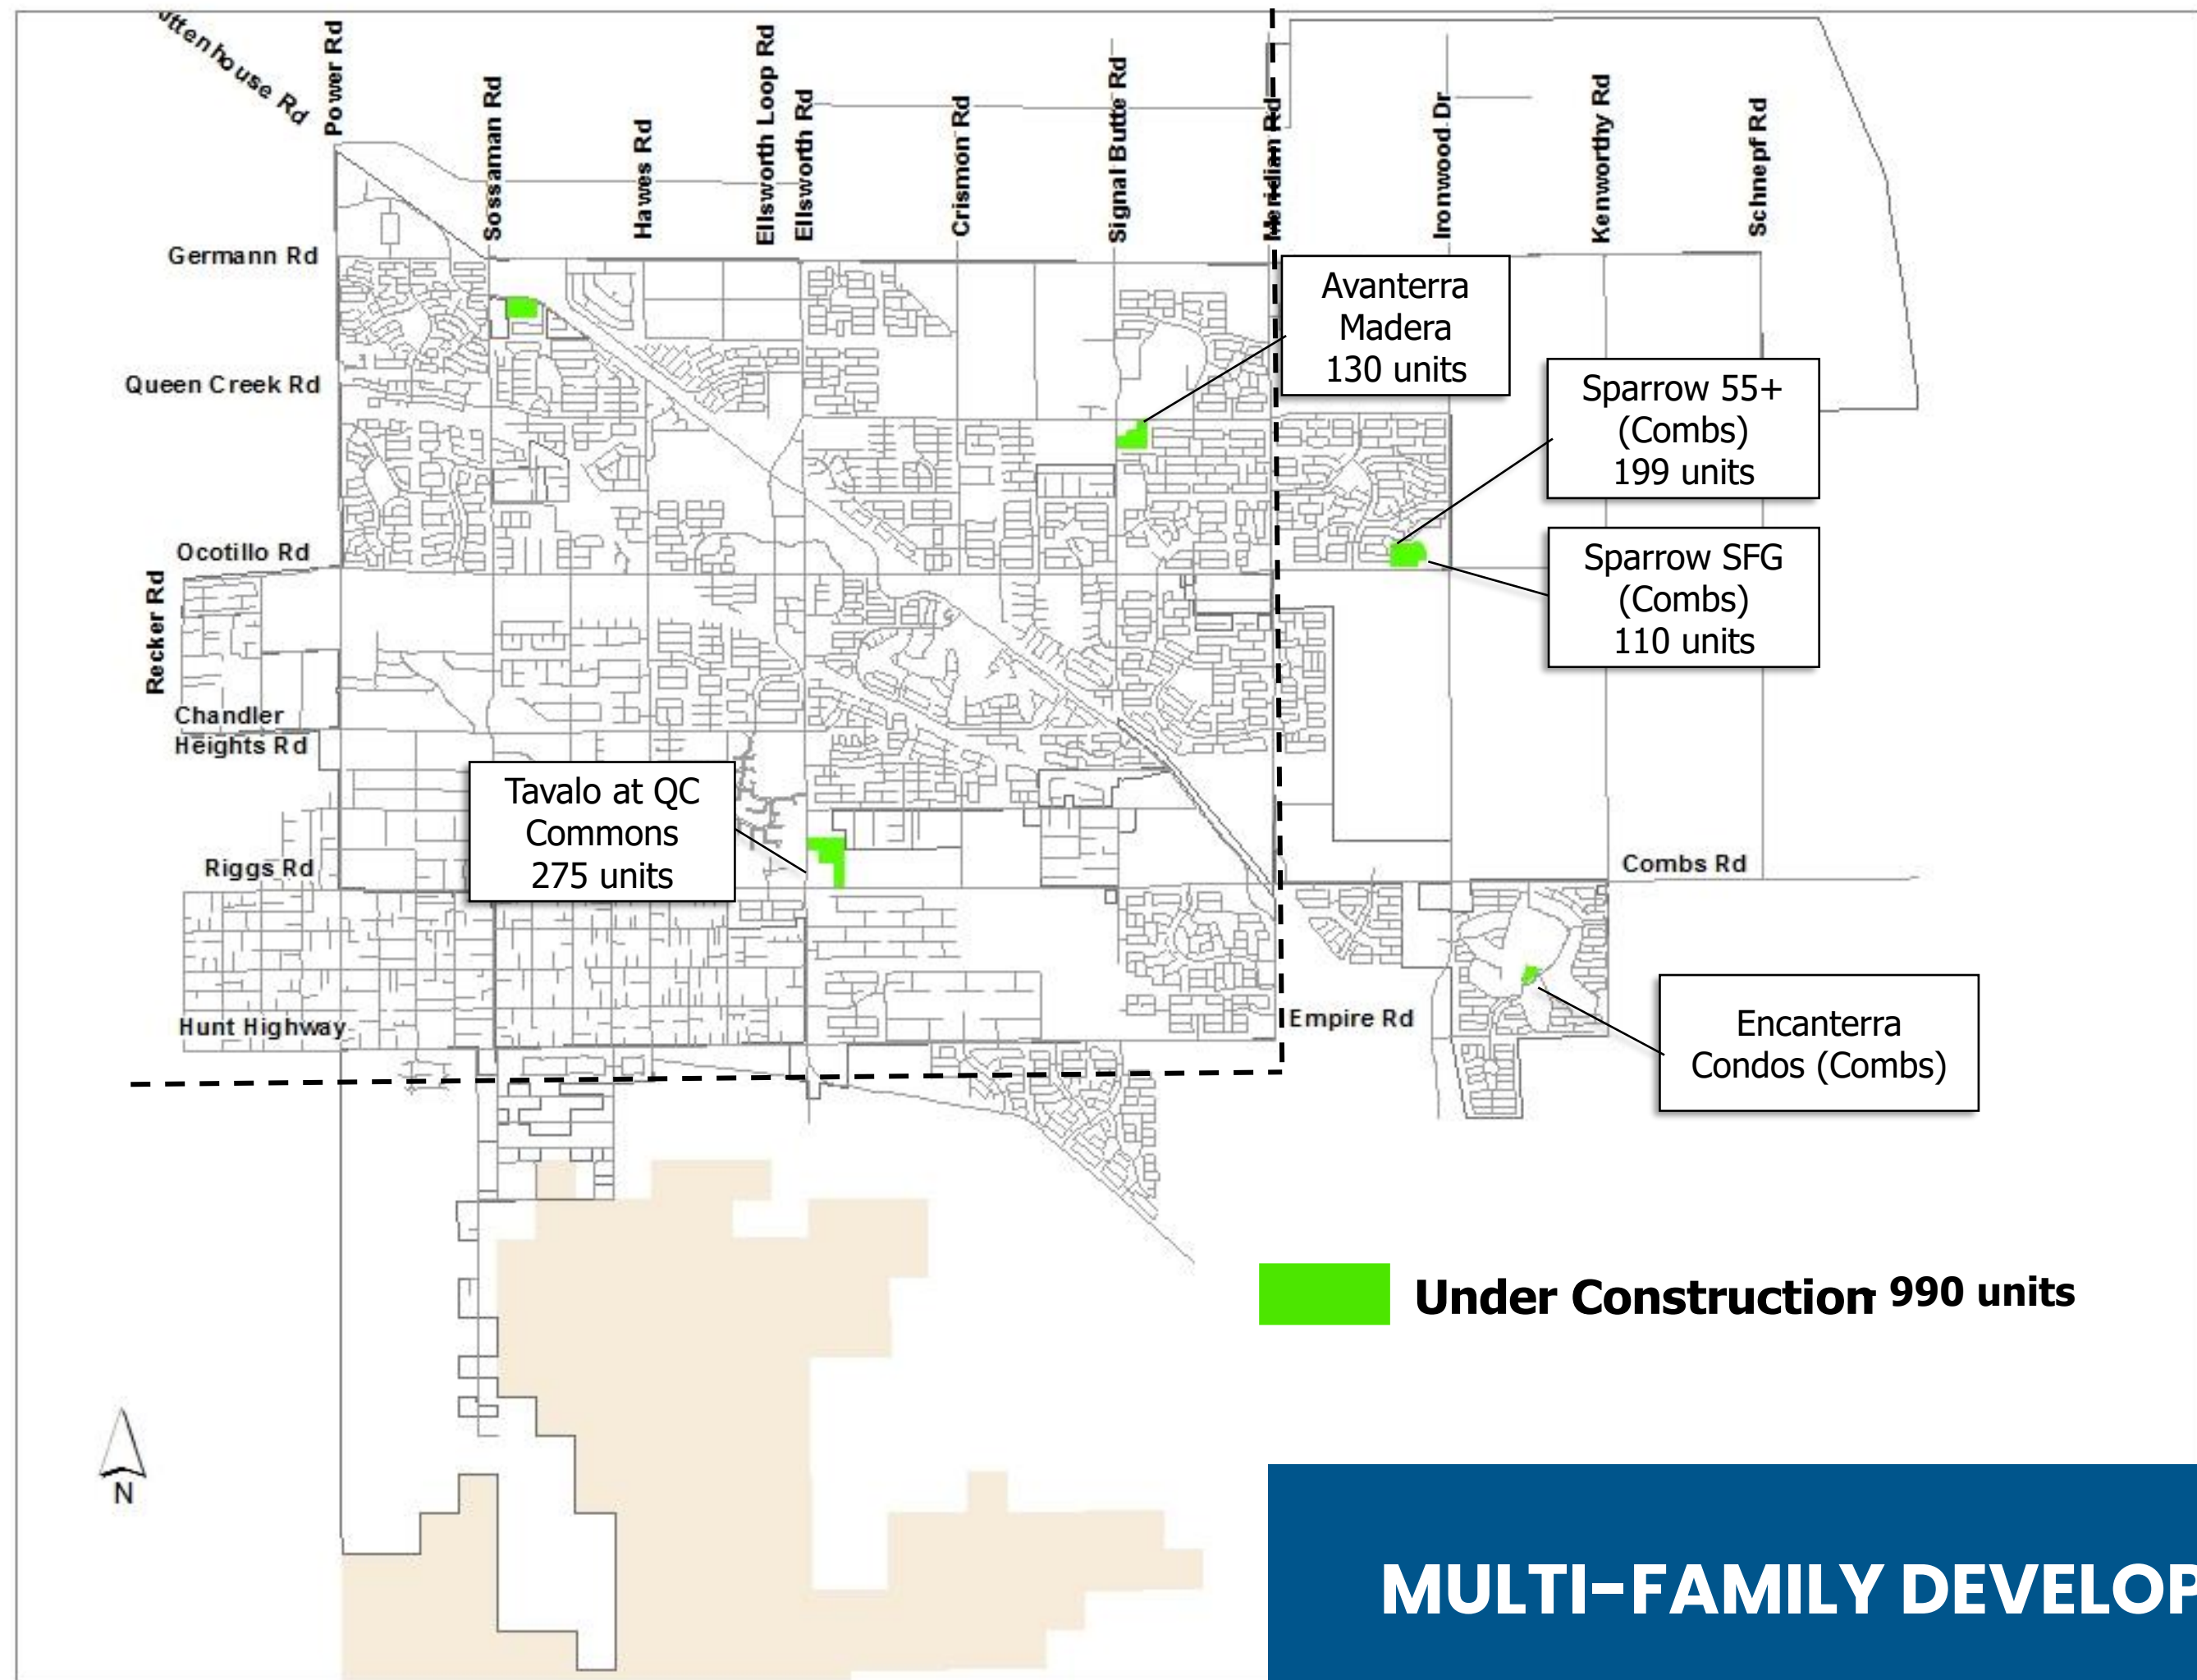 Power Rd
Sossaman Rd
Hawes Rd
Ellsworth Loop Rd
Ellsworth Rd
Crismon Rd
Signal Butte Rd
Meridian Rd
Ironwood Dr
Kenworthy Rd
Schnepf Rd
Germann Rd
Avanterra
Madera
130 units
Queen Creek Rd
Sparrow 55+
(Combs)
199 units
Ocotillo Rd
Sparrow SFG
(Combs)
110 units
Recker Rd
Chandler
Heights Rd
Tavalo at QC
Commons
275 units
Riggs Rd
Combs Rd
Hunt Highway
Empire Rd
Encanterra
Condos (Combs)
Under Construction - 990 units
N
MULTI-FAMILY DEVELOP